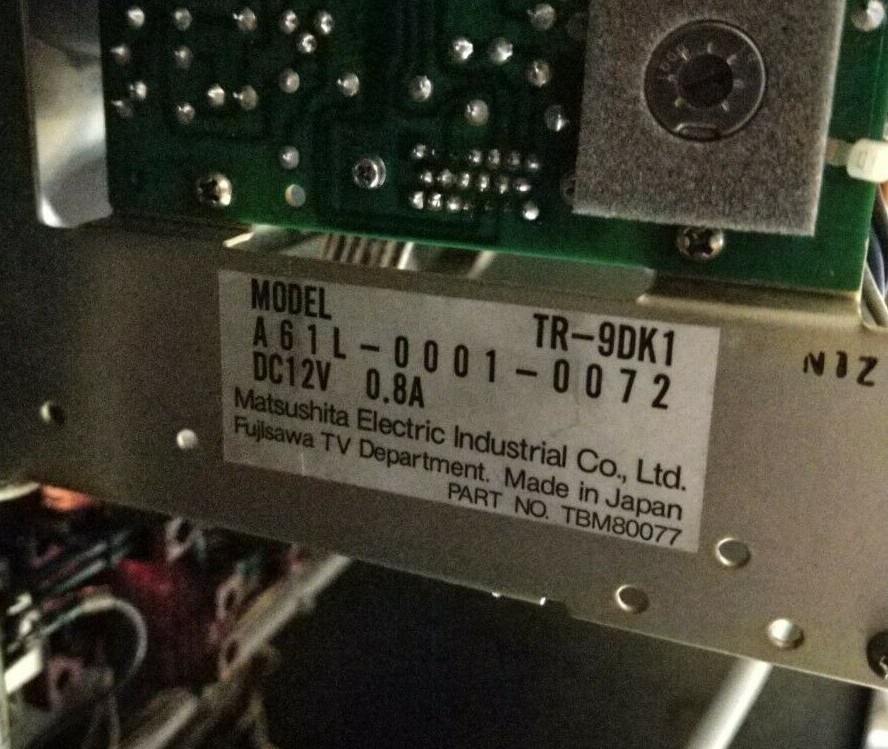 MODEL TR-9DK1
A61L-0001-0072
DC12V 0.8A
Matsushita Electric Industrial Co., Ltd.
Fujisawa TV Department. Made in Japan
PART NO. TBM80077